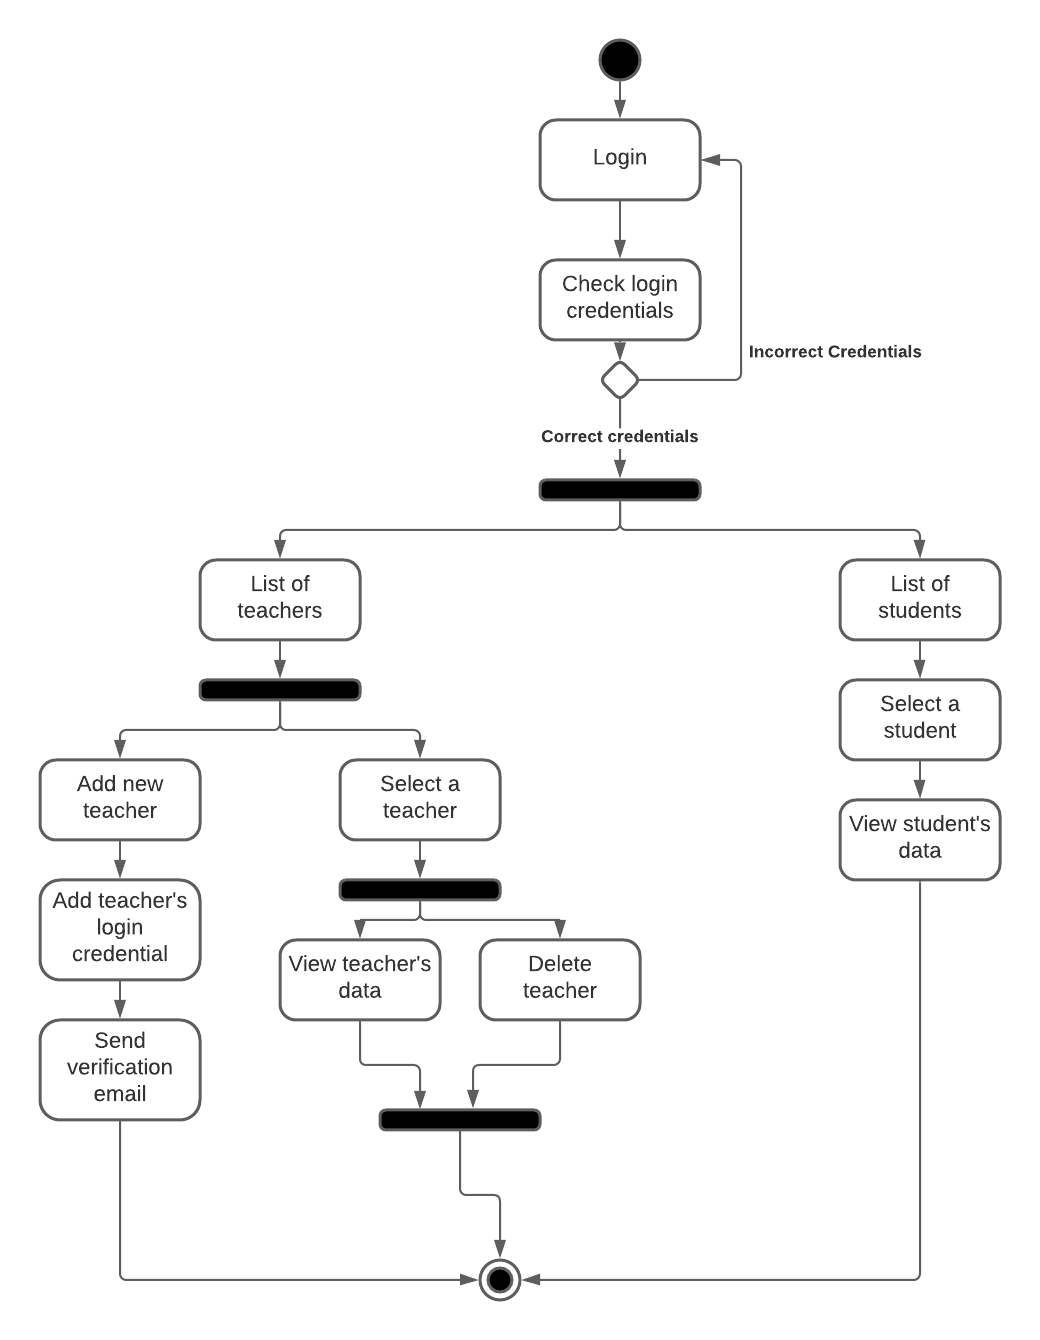 Login
Check login
credentials
Incorrect Credentials
Correct credentials
List of
teachers
List of
students
Select a
student
Add new
teacher
Select a
teacher
View student's
data
Add teacher's
login
credential
View teacher's
data
Delete
teacher
Send
verification
email